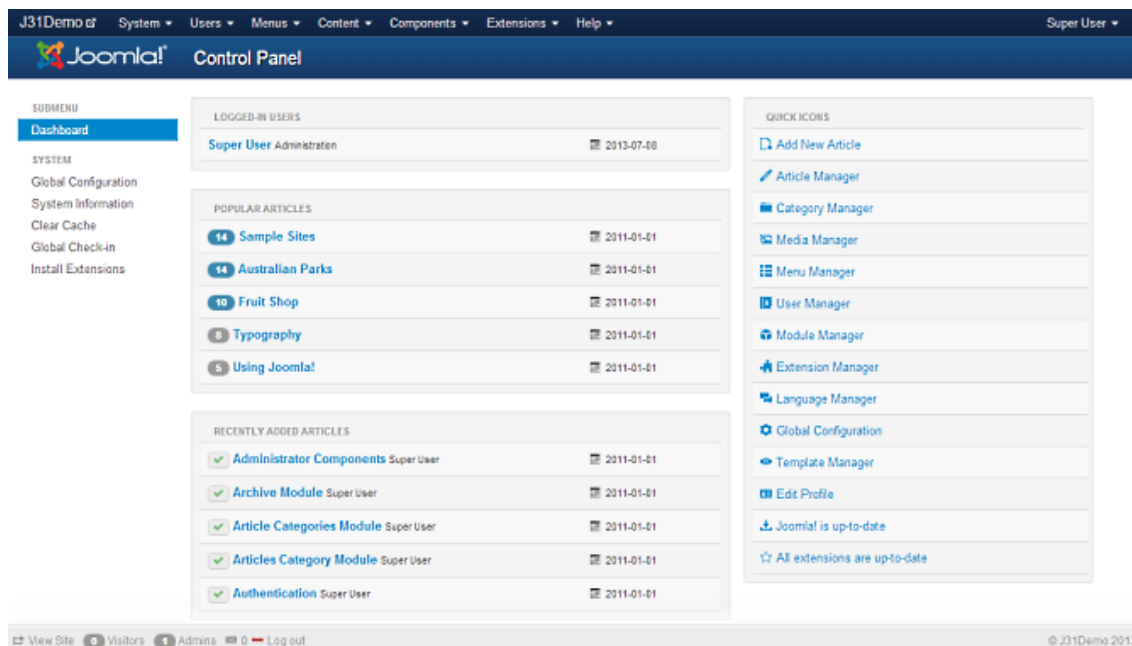 J31Demo System Users Menus Content Components Extensions Help Super User
Joomla! Control Panel
SUBMENU
Dashboard
SYSTEM
Global Configuration
System Information
Clear Cache
Global Check-in
Install Extensions
LOGGED-IN USERS
Super User Administration 2013-07-08
POPULAR ARTICLES
14 Sample Sites 2011-01-01
14 Australian Parks 2011-01-01
10 Fruit Shop 2011-01-01
8 Typography 2011-01-01
5 Using Joomla! 2011-01-01
RECENTLY ADDED ARTICLES
Administrator Components Super User 2011-01-01
Archive Module Super User 2011-01-01
Article Categories Module Super User 2011-01-01
Articles Category Module Super User 2011-01-01
Authentication Super User 2011-01-01
QUICK ICONS
Add New Article
Article Manager
Category Manager
Media Manager
Menu Manager
User Manager
Module Manager
Extension Manager
Language Manager
Global Configuration
Template Manager
Edit Profile
Joomla! is up-to-date
All extensions are up-to-date
View Site 0 Visitors 1 Admins 0 Log out © J31Demo